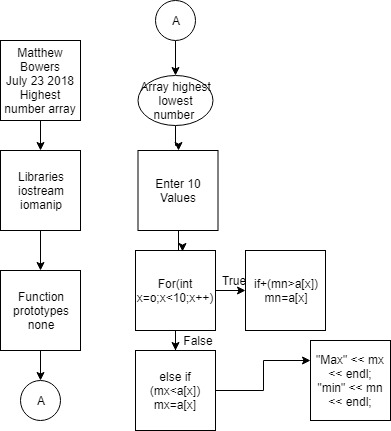 Matthew
Bowers
July 23 2018
Highest
number array
Libraries
iostream
iomanip
Function
prototypes
none
A
A
Array highest
lowest
number
Enter 10
Values
For(int
x=o;x<10;x++)
True
if+(mn>a[x])
mn=a[x]
False
else if
(mx<a[x])
mx=a[x]
"Max" << mx
<< endl;
"min" << mn
<< endl;